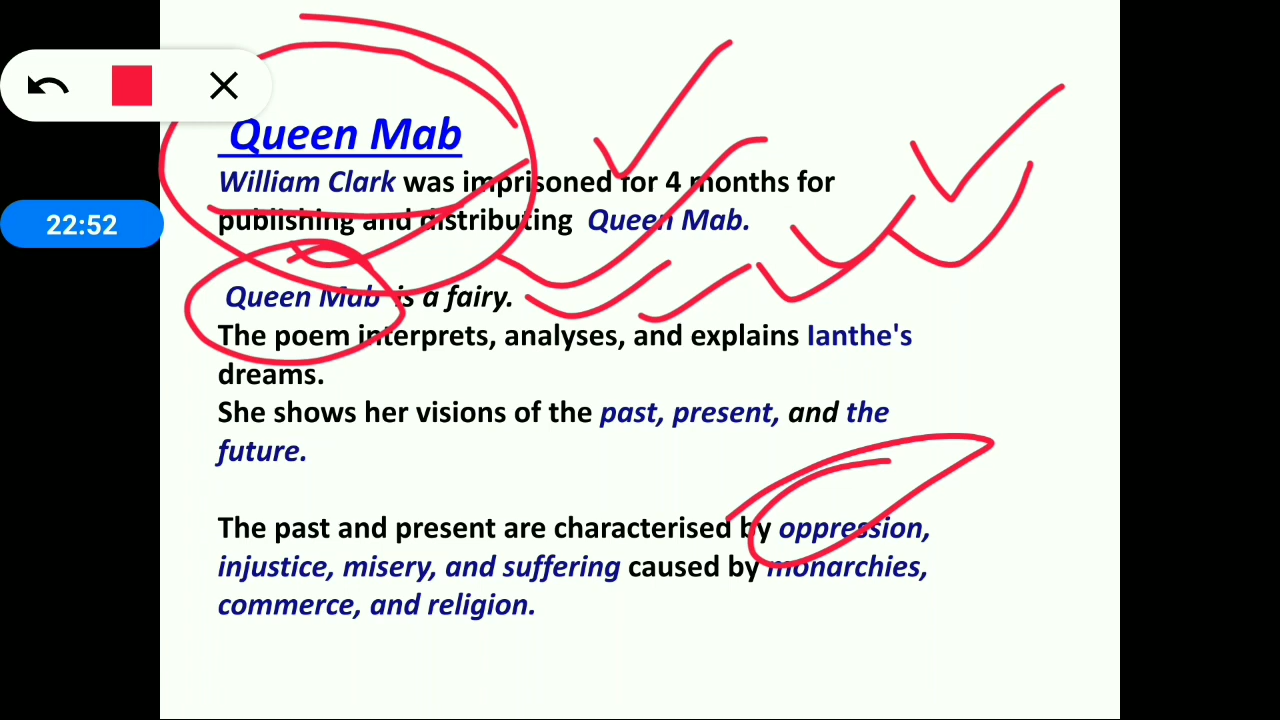 Queen Mab
William Clark was imprisoned for 4 months for
publishing and distributing Queen Mab.
22:52
Queen Mab is a fairy.
The poem interprets, analyses, and explains Ianthe's
dreams.
She shows her visions of the past, present, and the
future.
The past and present are characterised by oppression,
injustice, misery, and suffering caused by monarchies,
commerce, and religion.